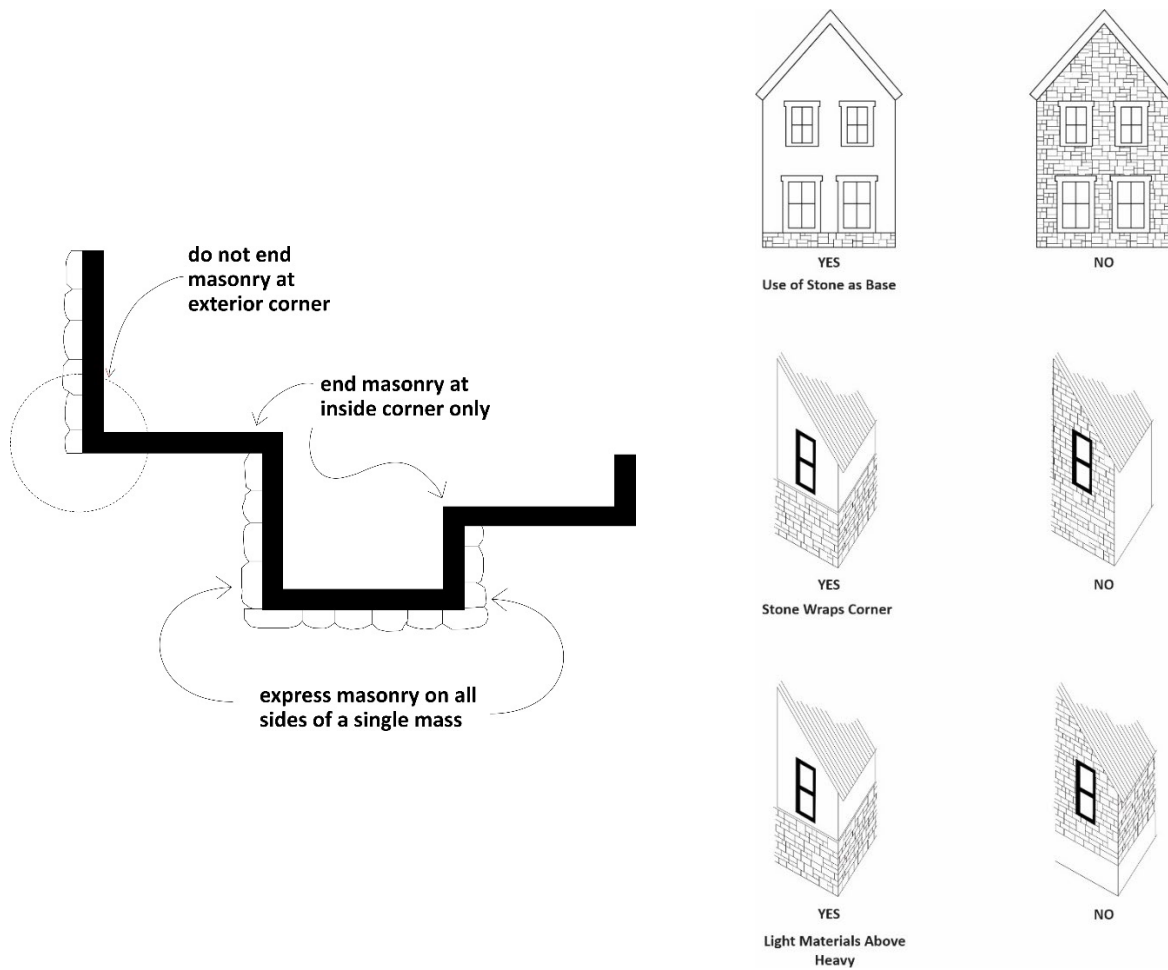 do not end
masonry at
exterior corner
end masonry at
inside corner only
express masonry on all
sides of a single mass
YES
NO
Use of Stone as Base
YES
NO
Stone Wraps Corner
YES
NO
Light Materials Above
Heavy